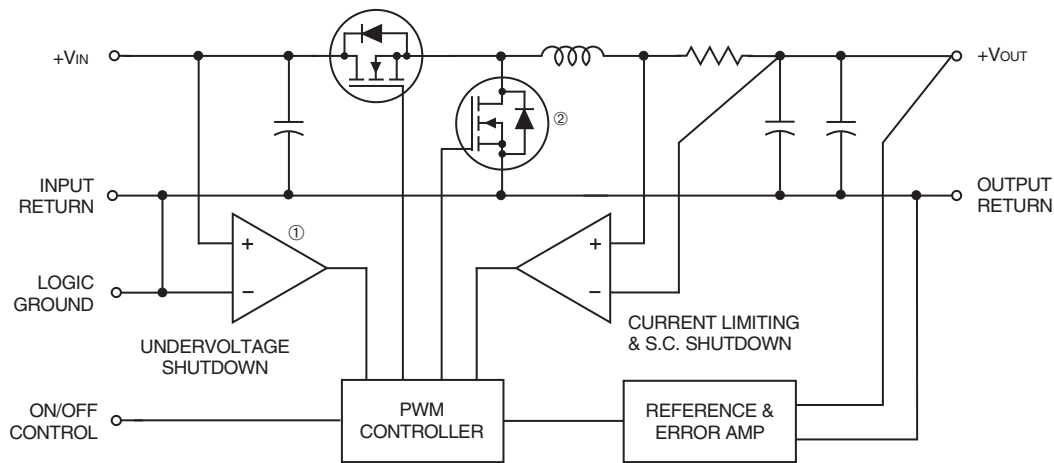 +VIN
+VOUT
②
INPUT
RETURN
OUTPUT
RETURN
①
+
−
+
−
LOGIC
GROUND
UNDERVOLTAGE
SHUTDOWN
CURRENT LIMITING
& S.C. SHUTDOWN
ON/OFF
CONTROL
PWM
CONTROLLER
REFERENCE &
ERROR AMP